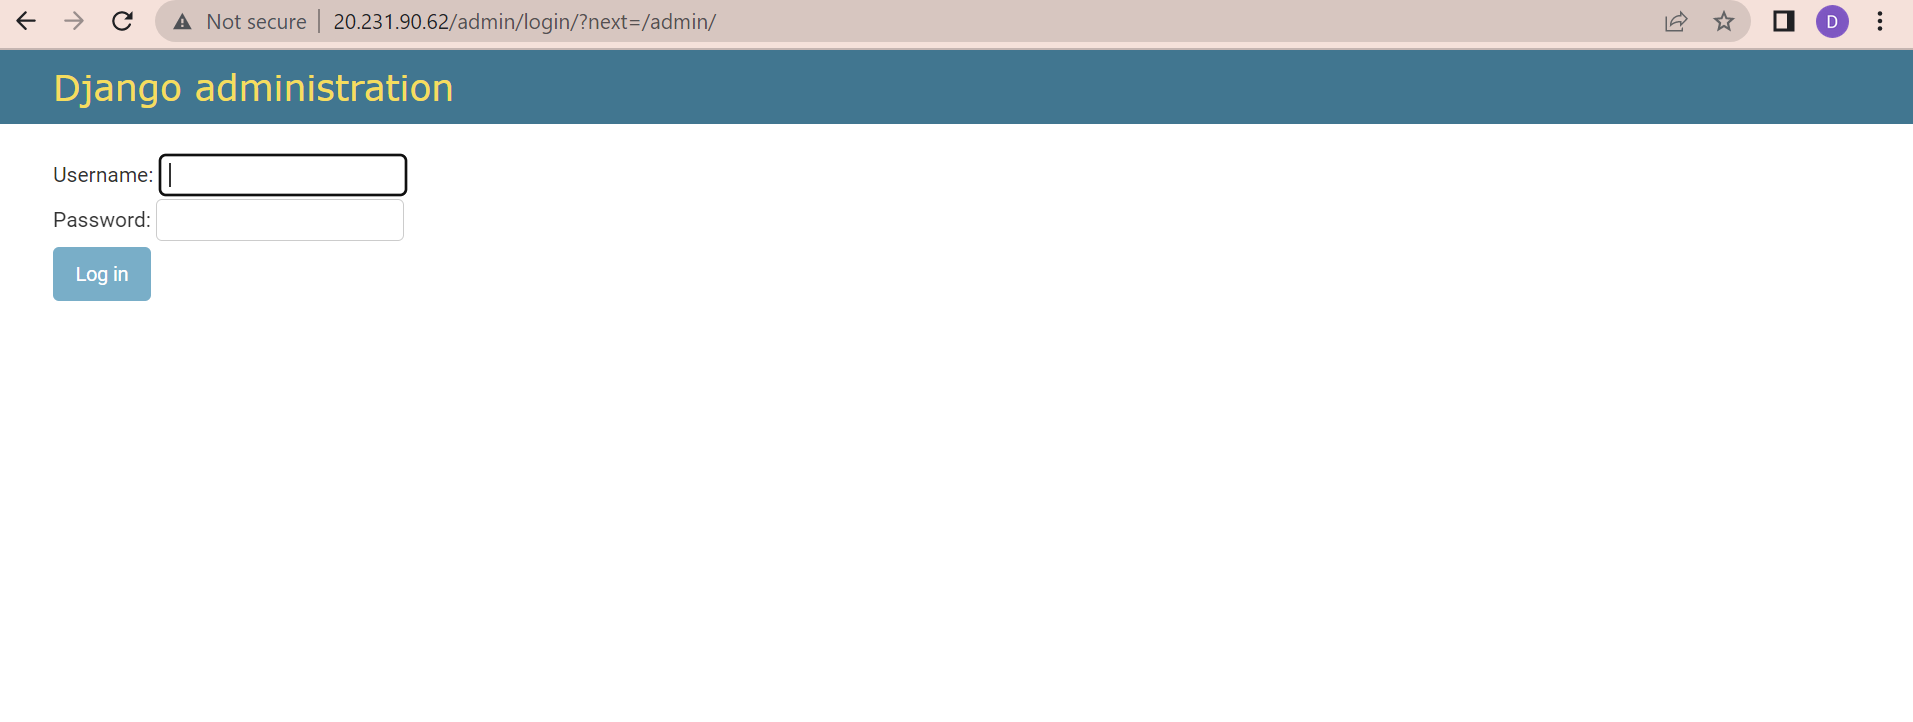 Not secure 20.231.90.62/admin/login/?next=/admin/ D
Django administration
Username:
Password:
Log in